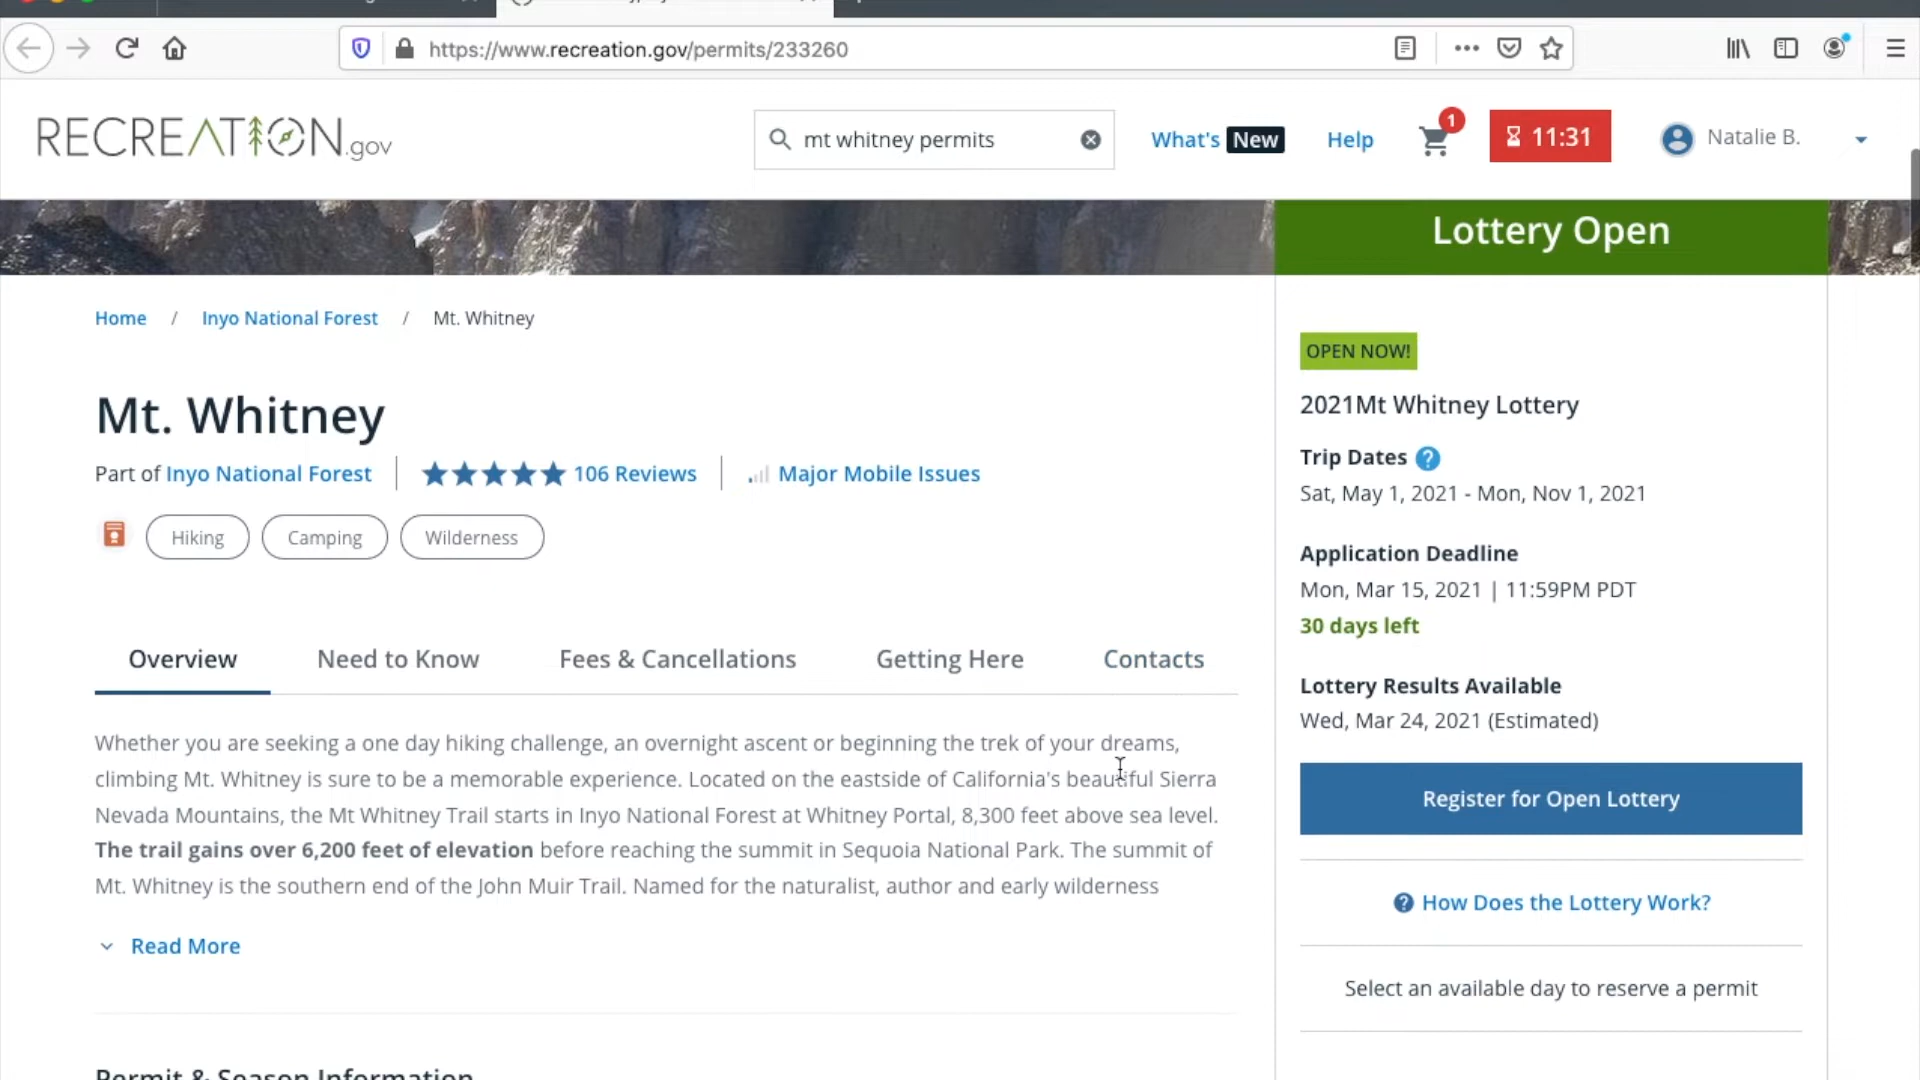 https://www.recreation.gov/permits/233260
RECREATION.gov
mt whitney permits
What's New
Help
1
11:31
Natalie B.
Lottery Open
Home / Inyo National Forest / Mt. Whitney
OPEN NOW!
2021Mt Whitney Lottery
Mt. Whitney
Trip Dates ?
Part of Inyo National Forest
106 Reviews
Major Mobile Issues
Sat, May 1, 2021 - Mon, Nov 1, 2021
Hiking
Camping
Wilderness
Application Deadline
Mon, Mar 15, 2021 | 11:59PM PDT
30 days left
Overview
Need to Know
Fees & Cancellations
Getting Here
Contacts
Lottery Results Available
Wed, Mar 24, 2021 (Estimated)
Whether you are seeking a one day hiking challenge, an overnight ascent or beginning the trek of your dreams,
climbing Mt. Whitney is sure to be a memorable experience. Located on the eastside of California's beautiful Sierra
Nevada Mountains, the Mt Whitney Trail starts in Inyo National Forest at Whitney Portal, 8,300 feet above sea level.
The trail gains over 6,200 feet of elevation before reaching the summit in Sequoia National Park. The summit of
Mt. Whitney is the southern end of the John Muir Trail. Named for the naturalist, author and early wilderness
Read More
Register for Open Lottery
? How Does the Lottery Work?
Select an available day to reserve a permit
Permit & Season Information